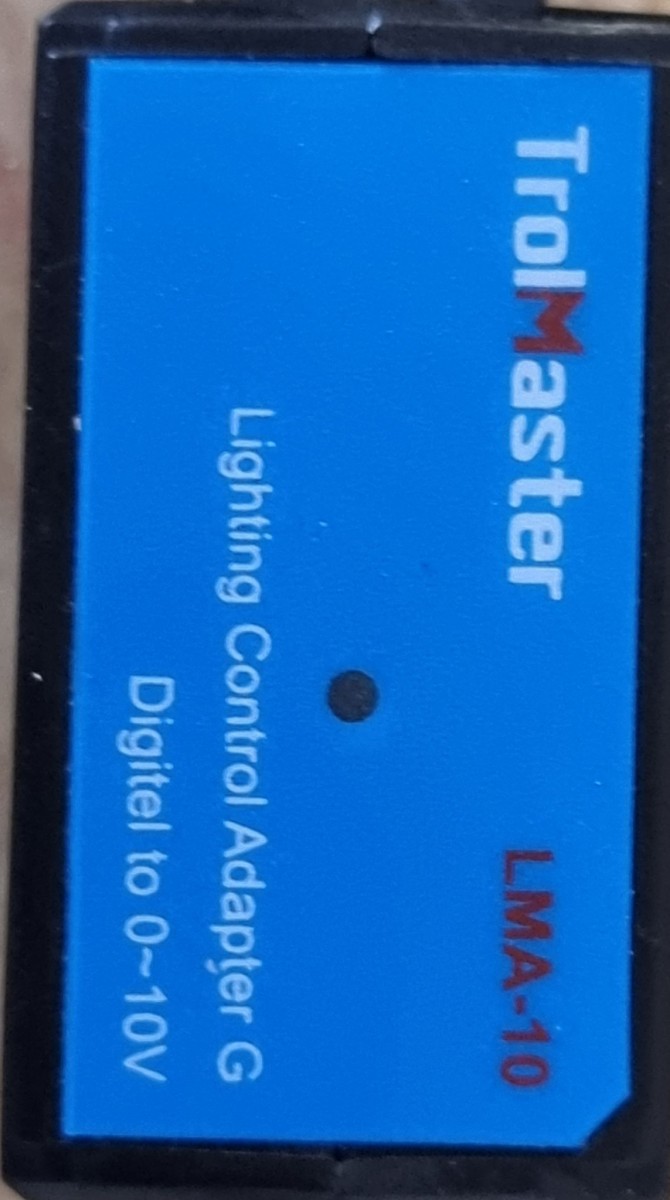 TrolMaster LMA-10
Lighting Control Adapter G
Digitel to 0~10V